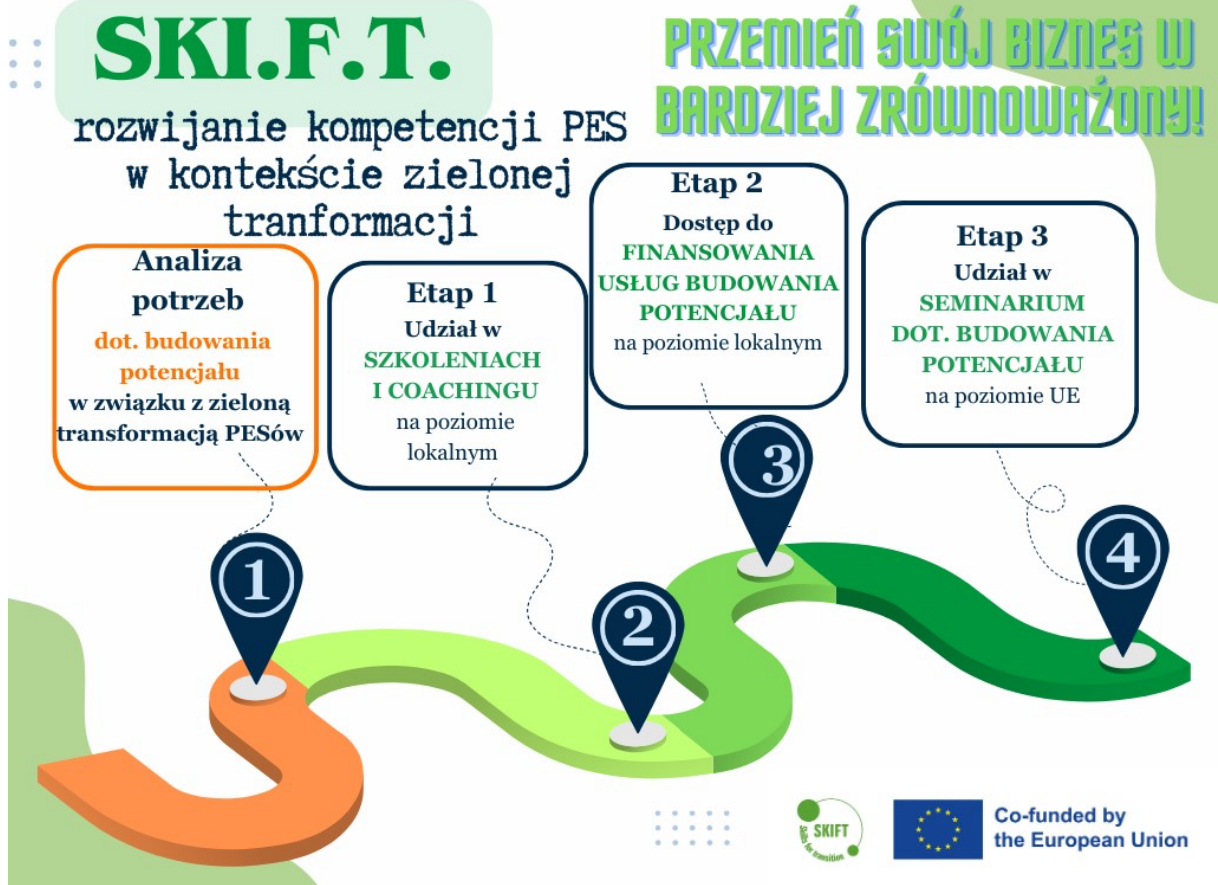 SKI.F.T.
rozwijanie kompetencji PES
w kontekście zielonej
tranformacji
PRZEMIEŃ SWÓJ BIZNES W
BARDZIEJ ZRÓWNOWAŻONY!
Analiza
potrzeb
dot. budowania
potencjału
w związku z zieloną
transformacją PESów
Etap 1
Udział w
SZKOLENIACH
I COACHINGU
na poziomie
lokalnym
Etap 2
Dostęp do
FINANSOWANIA
USŁUG BUDOWANIA
POTENCJAŁU
na poziomie lokalnym
Etap 3
Udział w
SEMINARIUM
DOT. BUDOWANIA
POTENCJAŁU
na poziomie UE
1
2
3
4
SKIFT
Skills for transition
Co-funded by
the European Union